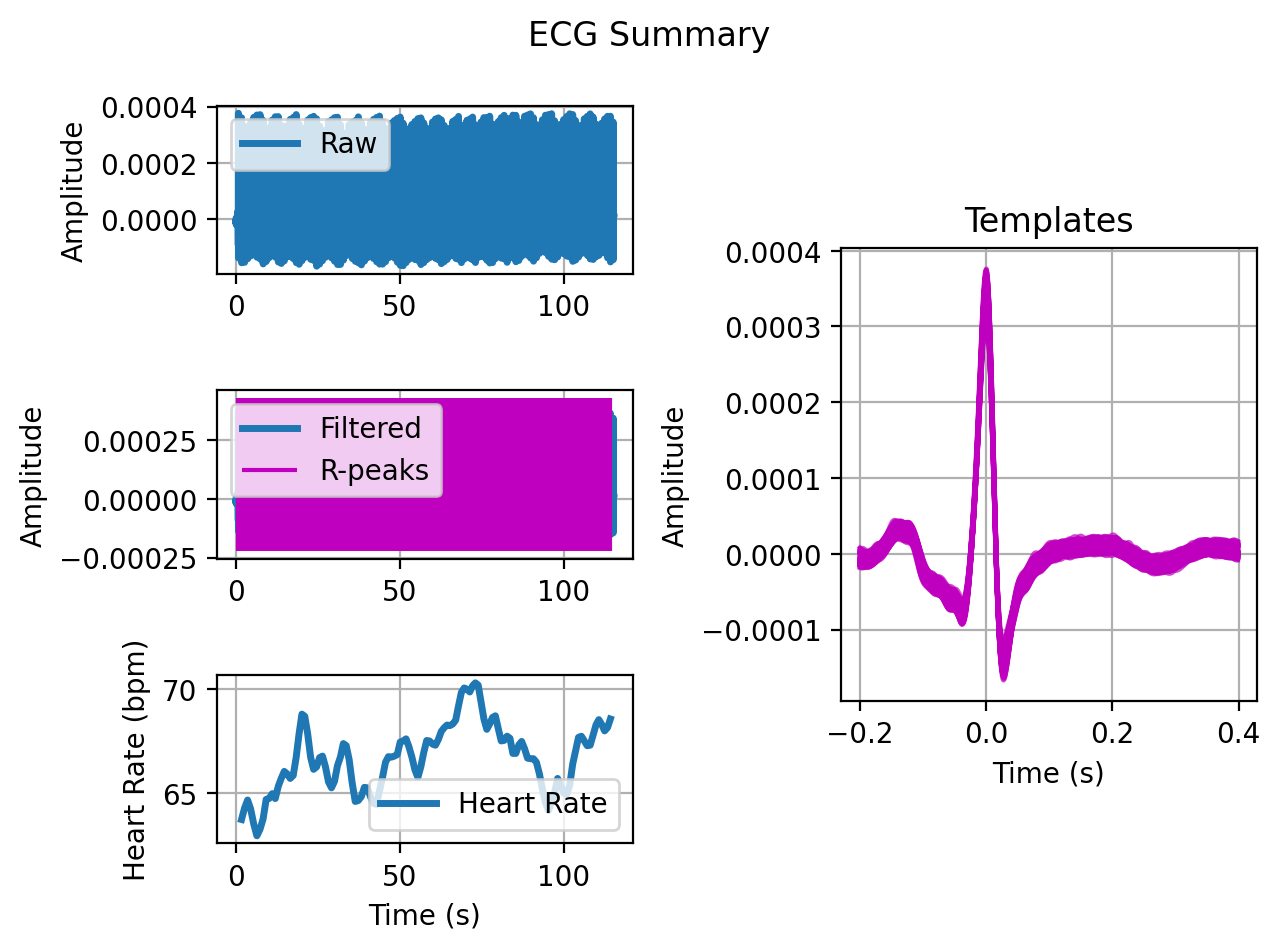 ECG Summary
Amplitude
0.0004
0.0002
0.0000
Raw
0
50
100
Amplitude
0.00025
0.00000
−0.00025
Filtered
R-peaks
0
50
100
Heart Rate (bpm)
70
65
Heart Rate
0
50
100
Time (s)
Templates
Amplitude
0.0004
0.0003
0.0002
0.0001
0.0000
−0.0001
−0.2
0.0
0.2
0.4
Time (s)